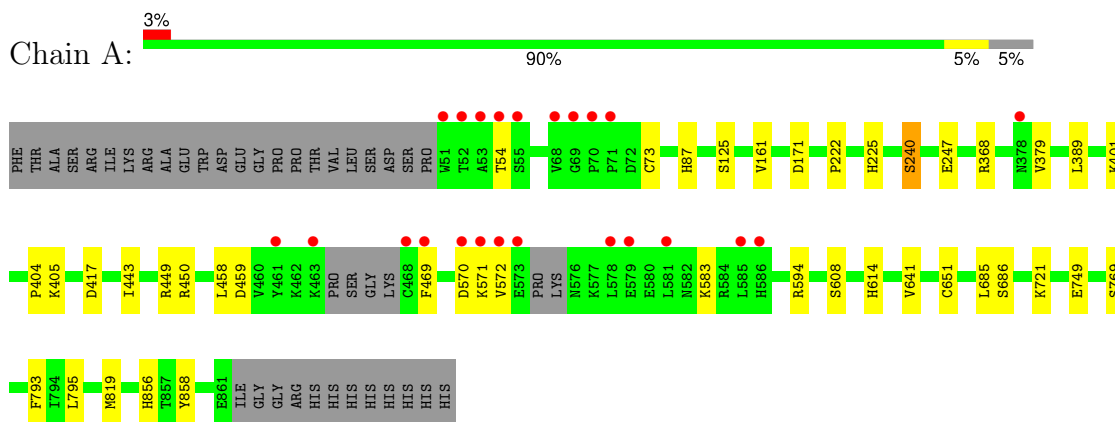 3%
Chain A:
90% 5% 5%
PHE THR ALA SER ARG ILE LYS ARG ALA GLU TRP GLU GLY PRO PRO THR VAL LEU SER ASP SER PRO W51 T52 A53 T54 S55 V68 G69 P70 P71 D72 C73 H87 S125 V161 D171 P222 H225 S240 E247 R368 N378 V379 L389 K401
P404 K405 D417 I443 R449 R450 L458 D459 V460 Y461 K462 K463 PRO SER GLY LYS C468 F469 D570 K571 V572 E573 PRO LYS N576 K577 L578 E579 E580 L581 N582 K583 R584 L585 H586 R594 S608 H614 V641 C651 L685 S686 K721 E749 S769
F793 I794 L795 M819 H856 T857 Y858 E861 ILE GLY GLY ARG HIS HIS HIS HIS HIS HIS HIS HIS